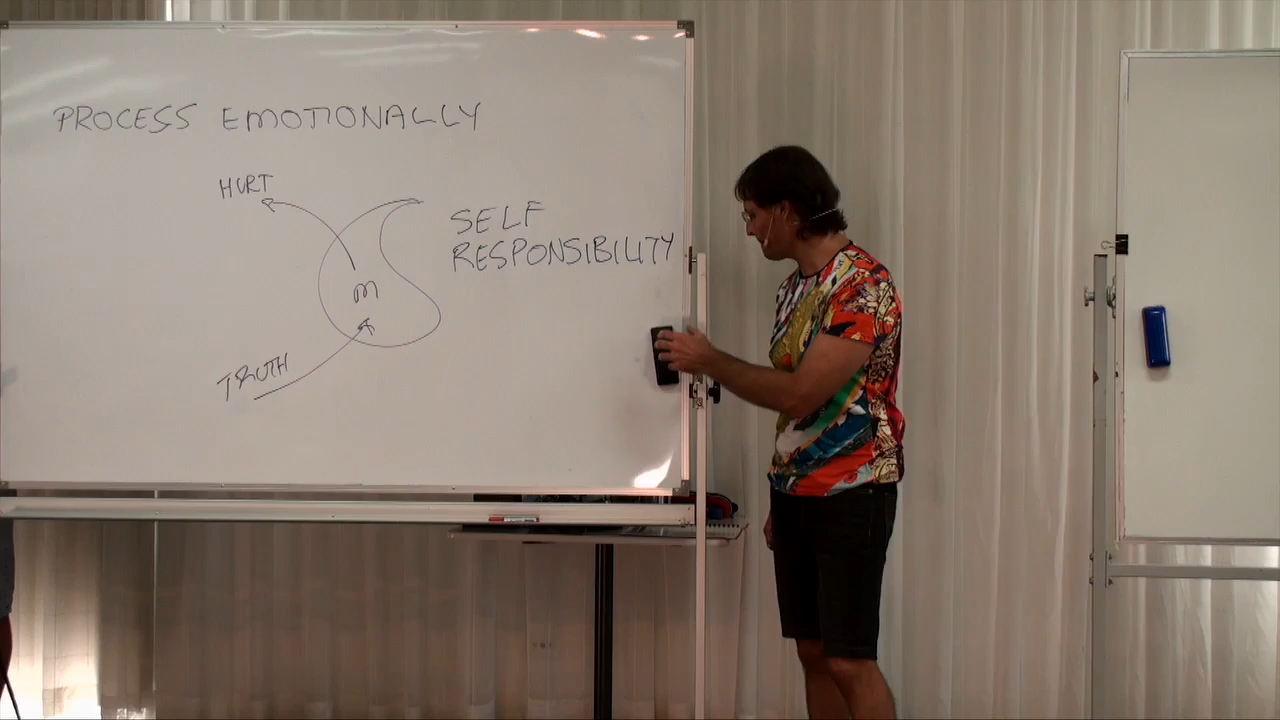 PROCESS EMOTIONALLY
HURT
SELF
RESPONSIBILITY
m
TRUTH